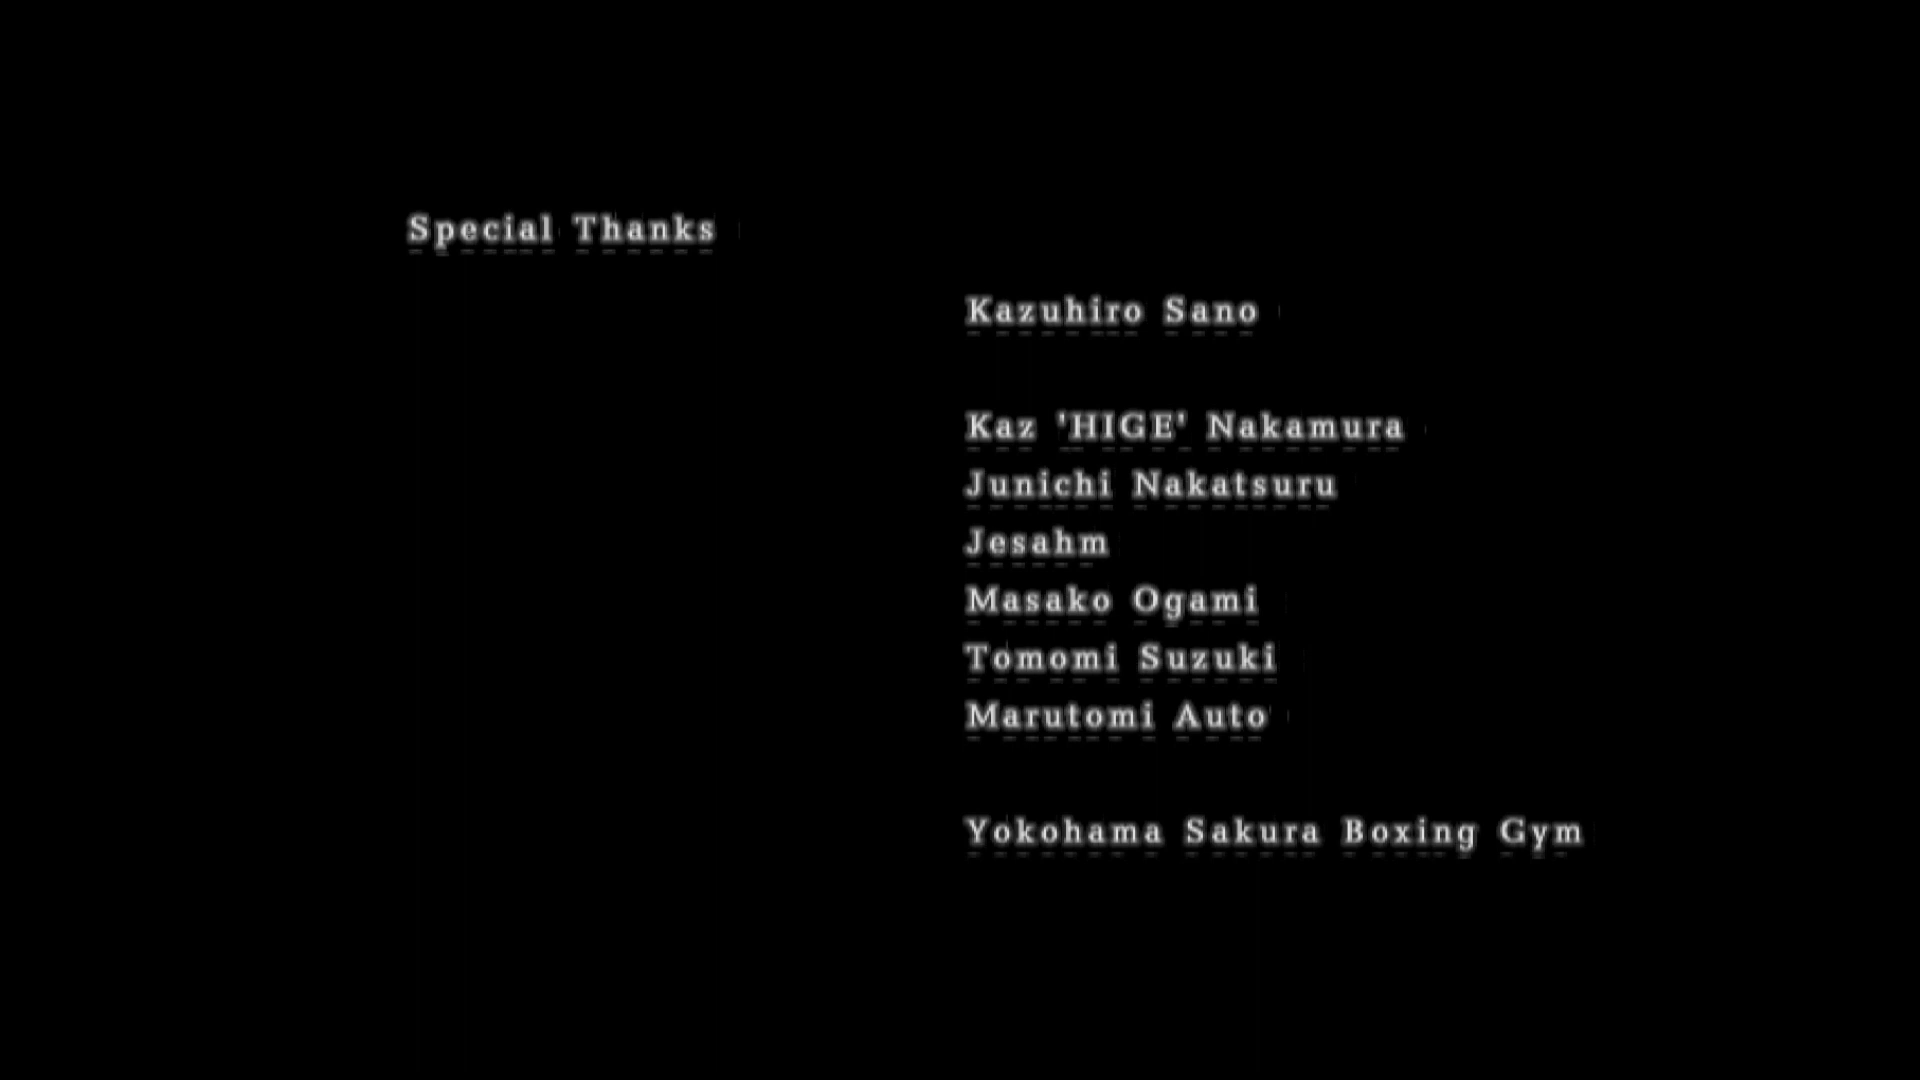 Special Thanks
Kazuhiro Sano
Kaz 'HIGE' Nakamura
Junichi Nakatsuru
Jesahm
Masako Ogami
Tomomi Suzuki
Marutomi Auto
Yokohama Sakura Boxing Gym